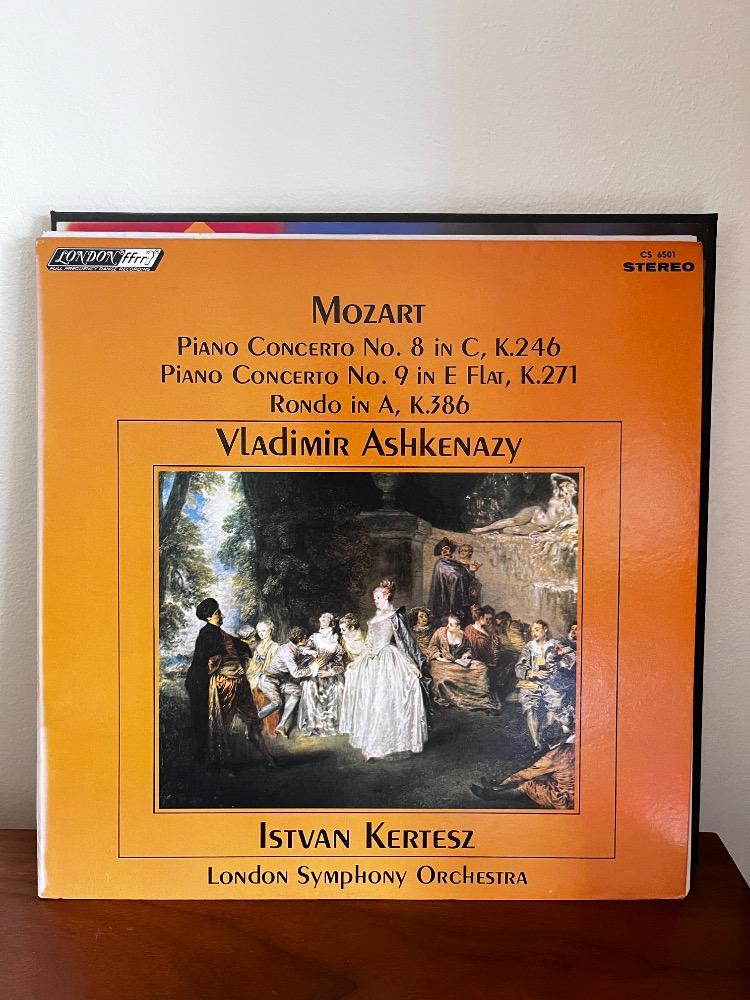 LONDON ffrr
FULL FREQUENCY RANGE RECORDING
CS 6501
STEREO
MOZART
PIANO CONCERTO NO. 8 IN C, K.246
PIANO CONCERTO NO. 9 IN E FLAT, K.271
RONDO IN A, K.386
VLADIMIR ASHKENAZY
ISTVAN KERTESZ
LONDON SYMPHONY ORCHESTRA